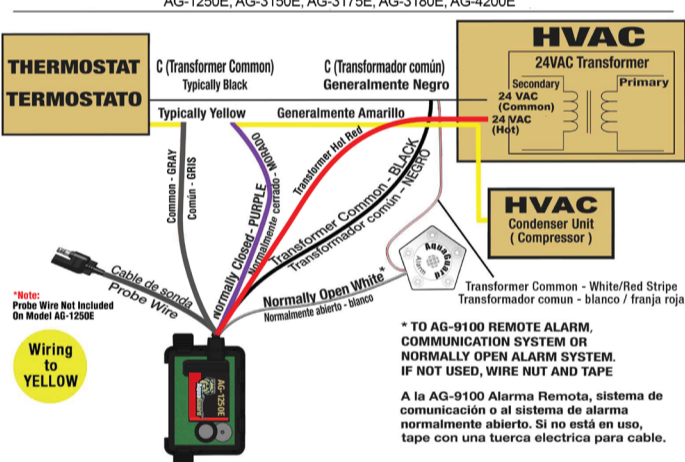 AG-1250E, AG-3150E, AG-3175E, AG-3180E, AG-4200E
THERMOSTAT
TERMOSTATO
C (Transformer Common)
Typically Black
C (Transformador común)
Generalmente Negro
Typically Yellow
Generalmente Amarillo
HVAC
24VAC Transformer
Secondary
Primary
24 VAC
(Common)
24 VAC
(Hot)
HVAC
Condenser Unit
( Compressor )
Common - GRAY
Común - GRIS
Normally Closed - PURPLE
Normalmente cerrado - MORADO
Transformer Hot Red
Transformer Common - BLACK
Transformador común – NEGRO
Normally Open White*
Normalmente abierto - blanco
Cable de sonda
Probe Wire
AquaGuard
Alarm
Transformer Common - White/Red Stripe
Transformador comun - blanco / franja roja
*Note:
Probe Wire Not Included
On Model AG-1250E
Wiring
to
YELLOW
AG-1250E
* TO AG-9100 REMOTE ALARM,
COMMUNICATION SYSTEM OR
NORMALLY OPEN ALARM SYSTEM.
IF NOT USED, WIRE NUT AND TAPE
A la AG-9100 Alarma Remota, sistema de
comunicación o al sistema de alarma
normalmente abierto. Si no está en uso,
tape con una tuerca electrica para cable.